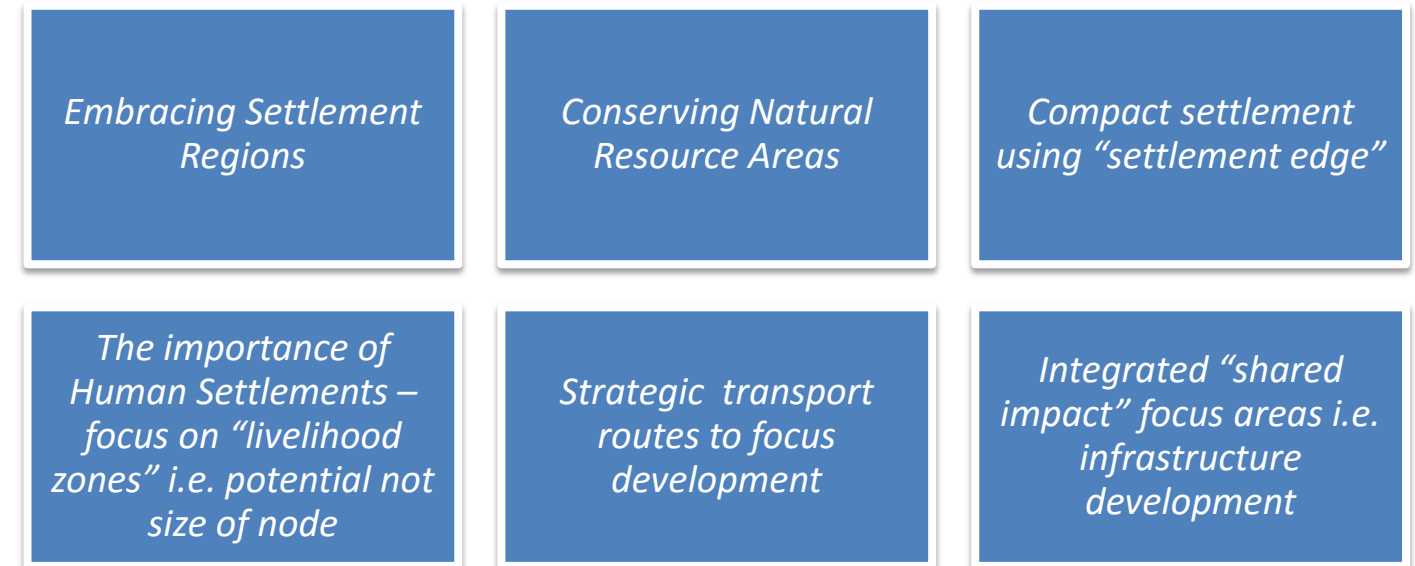 Embracing Settlement
Regions
Conserving Natural
Resource Areas
Compact settlement
using “settlement edge”
The importance of
Human Settlements –
focus on “livelihood
zones” i.e. potential not
size of node
Strategic transport
routes to focus
development
Integrated “shared
impact” focus areas i.e.
infrastructure
development